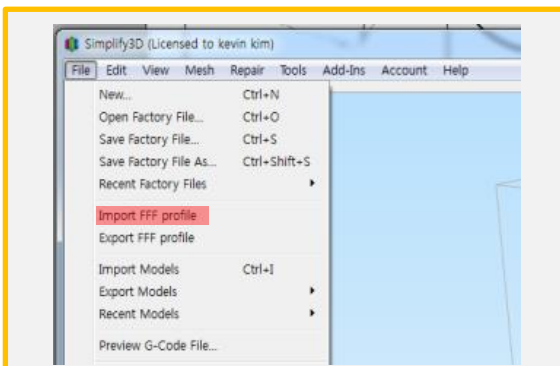 Simplify3D (Licensed to kevin kim)
File Edit View Mesh Repair Tools Add-Ins Account Help
New... Ctrl+N
Open Factory File... Ctrl+O
Save Factory File... Ctrl+S
Save Factory File As... Ctrl+Shift+S
Recent Factory Files
Import FFF profile
Export FFF profile
Import Models Ctrl+I
Export Models
Recent Models
Preview G-Code File...